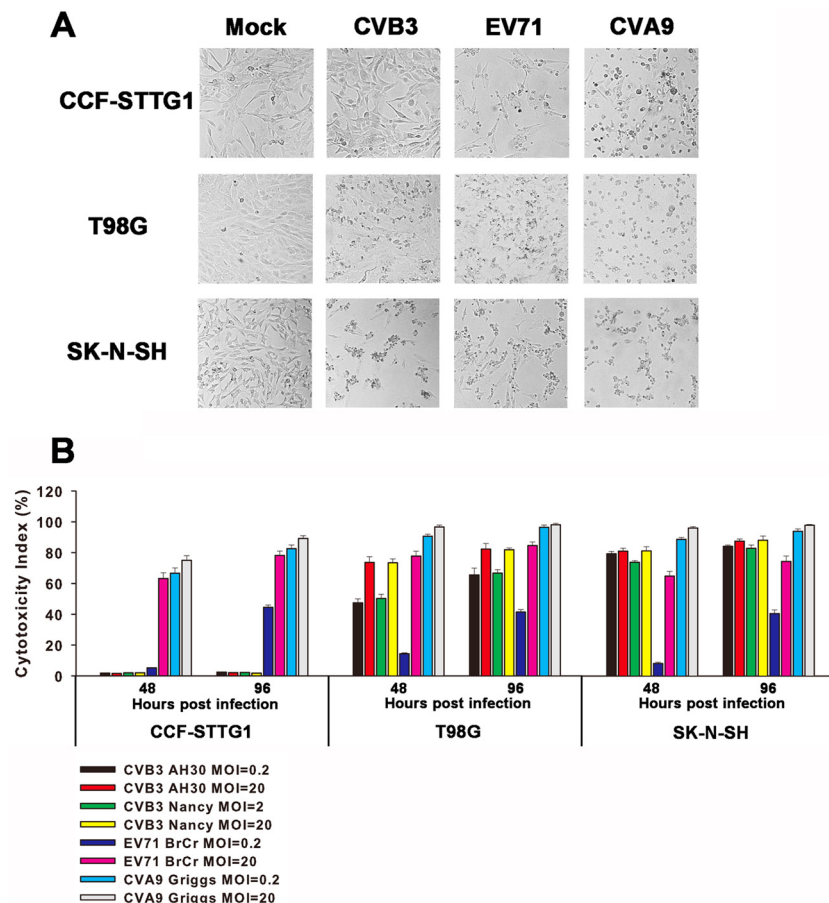 A
Mock CVB3 EV71 CVA9
CCF-STTG1
T98G
SK-N-SH
B
Cytotoxicity Index (%)
120
100
80
60
40
20
0
48 96 48 96 48 96
Hours post infection Hours post infection Hours post infection
CCF-STTG1 T98G SK-N-SH
CVB3 AH30 MOI=0.2
CVB3 AH30 MOI=20
CVB3 Nancy MOI=2
CVB3 Nancy MOI=20
EV71 BrCr MOI=0.2
EV71 BrCr MOI=20
CVA9 Griggs MOI=0.2
CVA9 Griggs MOI=20